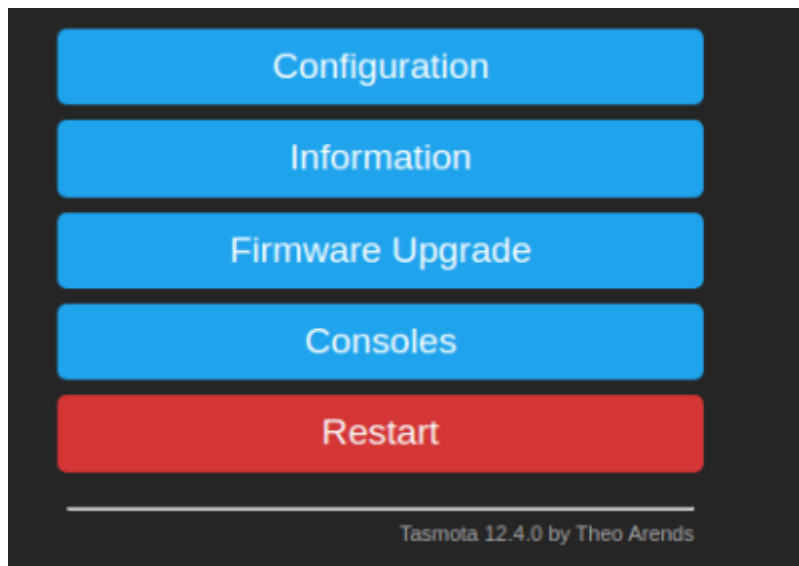 Configuration
Information
Firmware Upgrade
Consoles
Restart
Tasmota 12.4.0 by Theo Arends